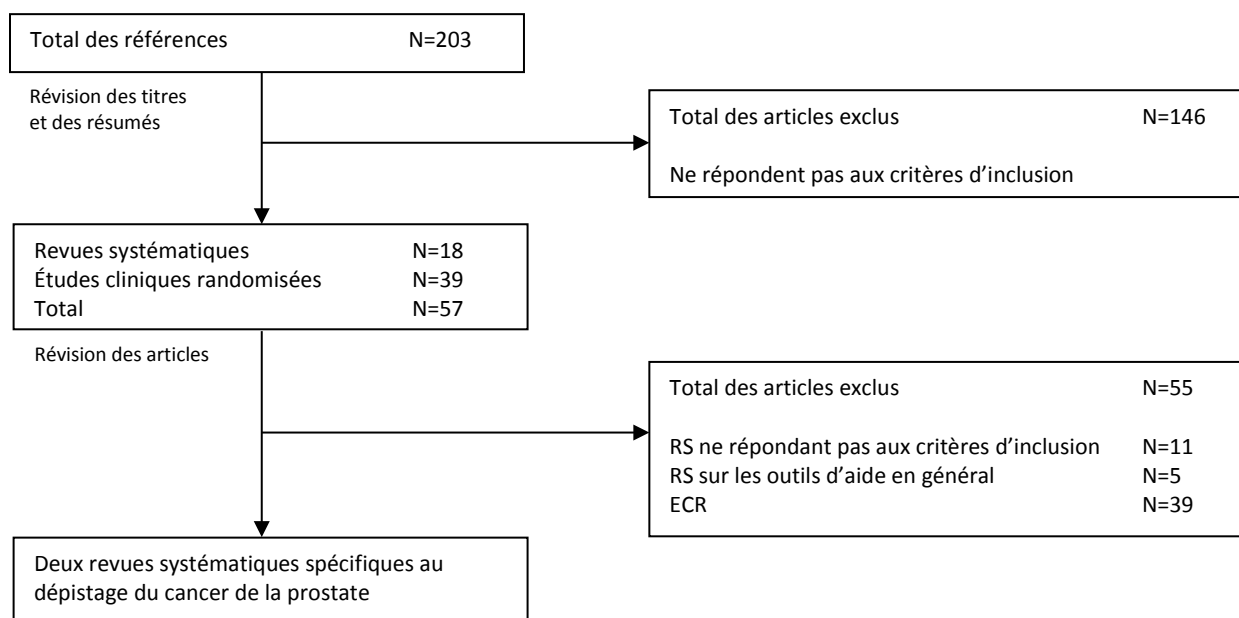 Total des références N=203
Révision des titres
et des résumés
Total des articles exclus N=146
Ne répondent pas aux critères d’inclusion
Revues systématiques N=18
Études cliniques randomisées N=39
Total N=57
Révision des articles
Total des articles exclus N=55
RS ne répondant pas aux critères d’inclusion N=11
RS sur les outils d’aide en général N=5
ECR N=39
Deux revues systématiques spécifiques au
dépistage du cancer de la prostate